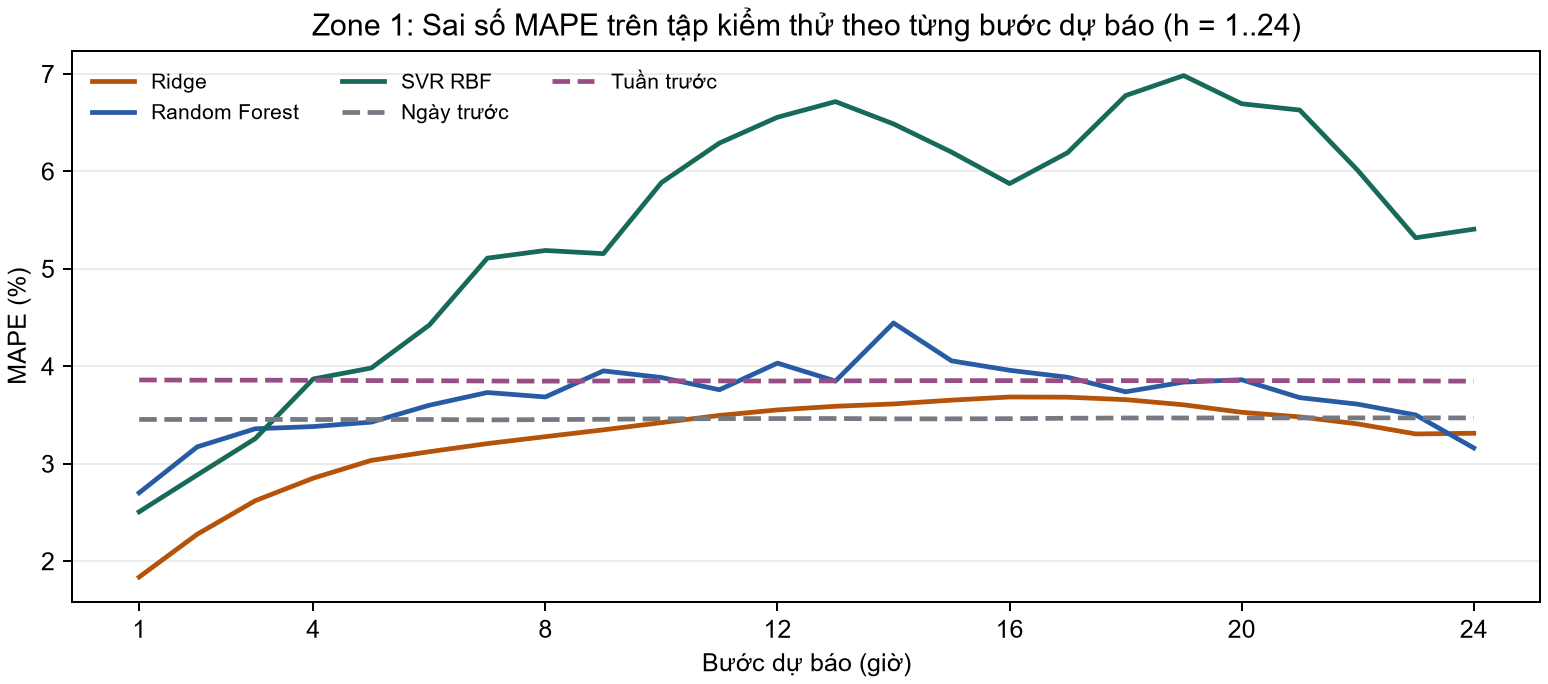 Zone 1: Sai số MAPE trên tập kiểm thử theo từng bước dự báo (h = 1..24)
Ridge
Random Forest
SVR RBF
Ngày trước
Tuần trước
MAPE (%)
7
6
5
4
3
2
1
4
8
12
16
20
24
Bước dự báo (giờ)